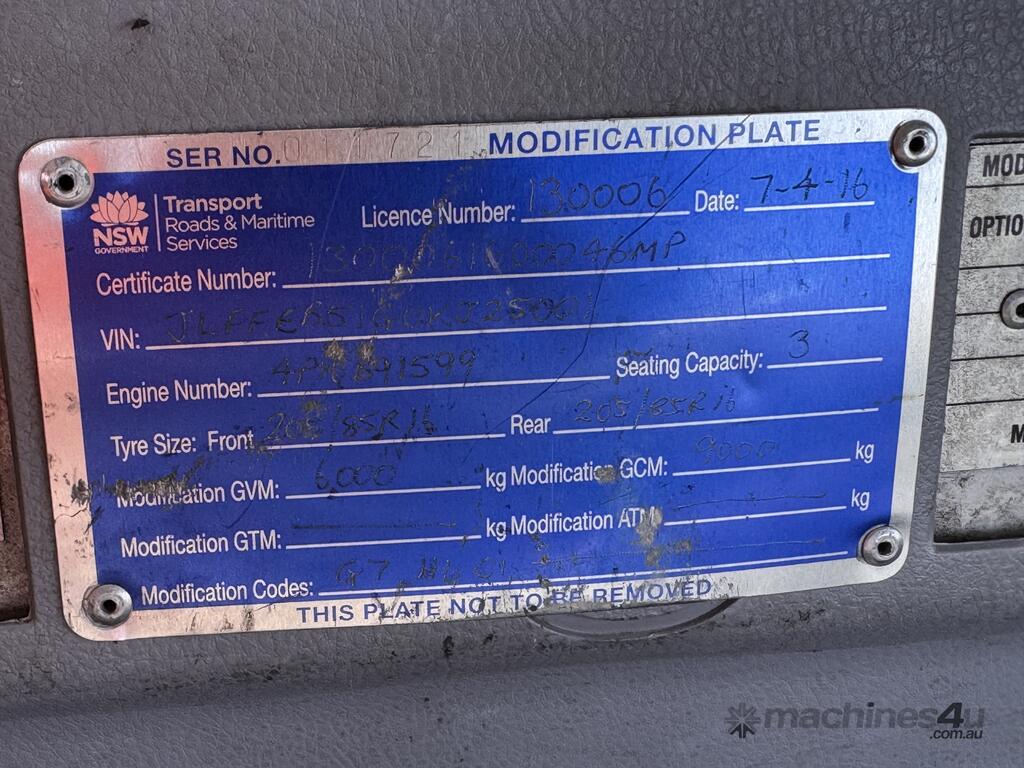 SER NO. 011721 MODIFICATION PLATE
NSW GOVERNMENT
Transport
Roads & Maritime
Services
Licence Number: 130006 Date: 7-4-16
Certificate Number:
VIN:
Engine Number: Seating Capacity: 3
Tyre Size: Front 205/85R16 Rear 205/85R16
Modification GVM: 6000 kg Modification GCM: 9000 kg
Modification GTM: kg Modification ATM: kg
Modification Codes: G7
THIS PLATE NOT TO BE REMOVED
MOD
OPTIO
M
machines4u
.com.au